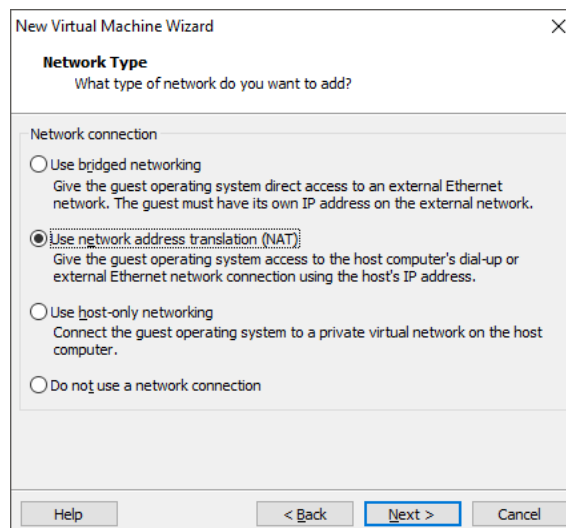 New Virtual Machine Wizard
Network Type
What type of network do you want to add?
Network connection
Use bridged networking
Give the guest operating system direct access to an external Ethernet
network. The guest must have its own IP address on the external network.
Use network address translation (NAT)
Give the guest operating system access to the host computer's dial-up or
external Ethernet network connection using the host's IP address.
Use host-only networking
Connect the guest operating system to a private virtual network on the host
computer.
Do not use a network connection
Help
< Back
Next >
Cancel